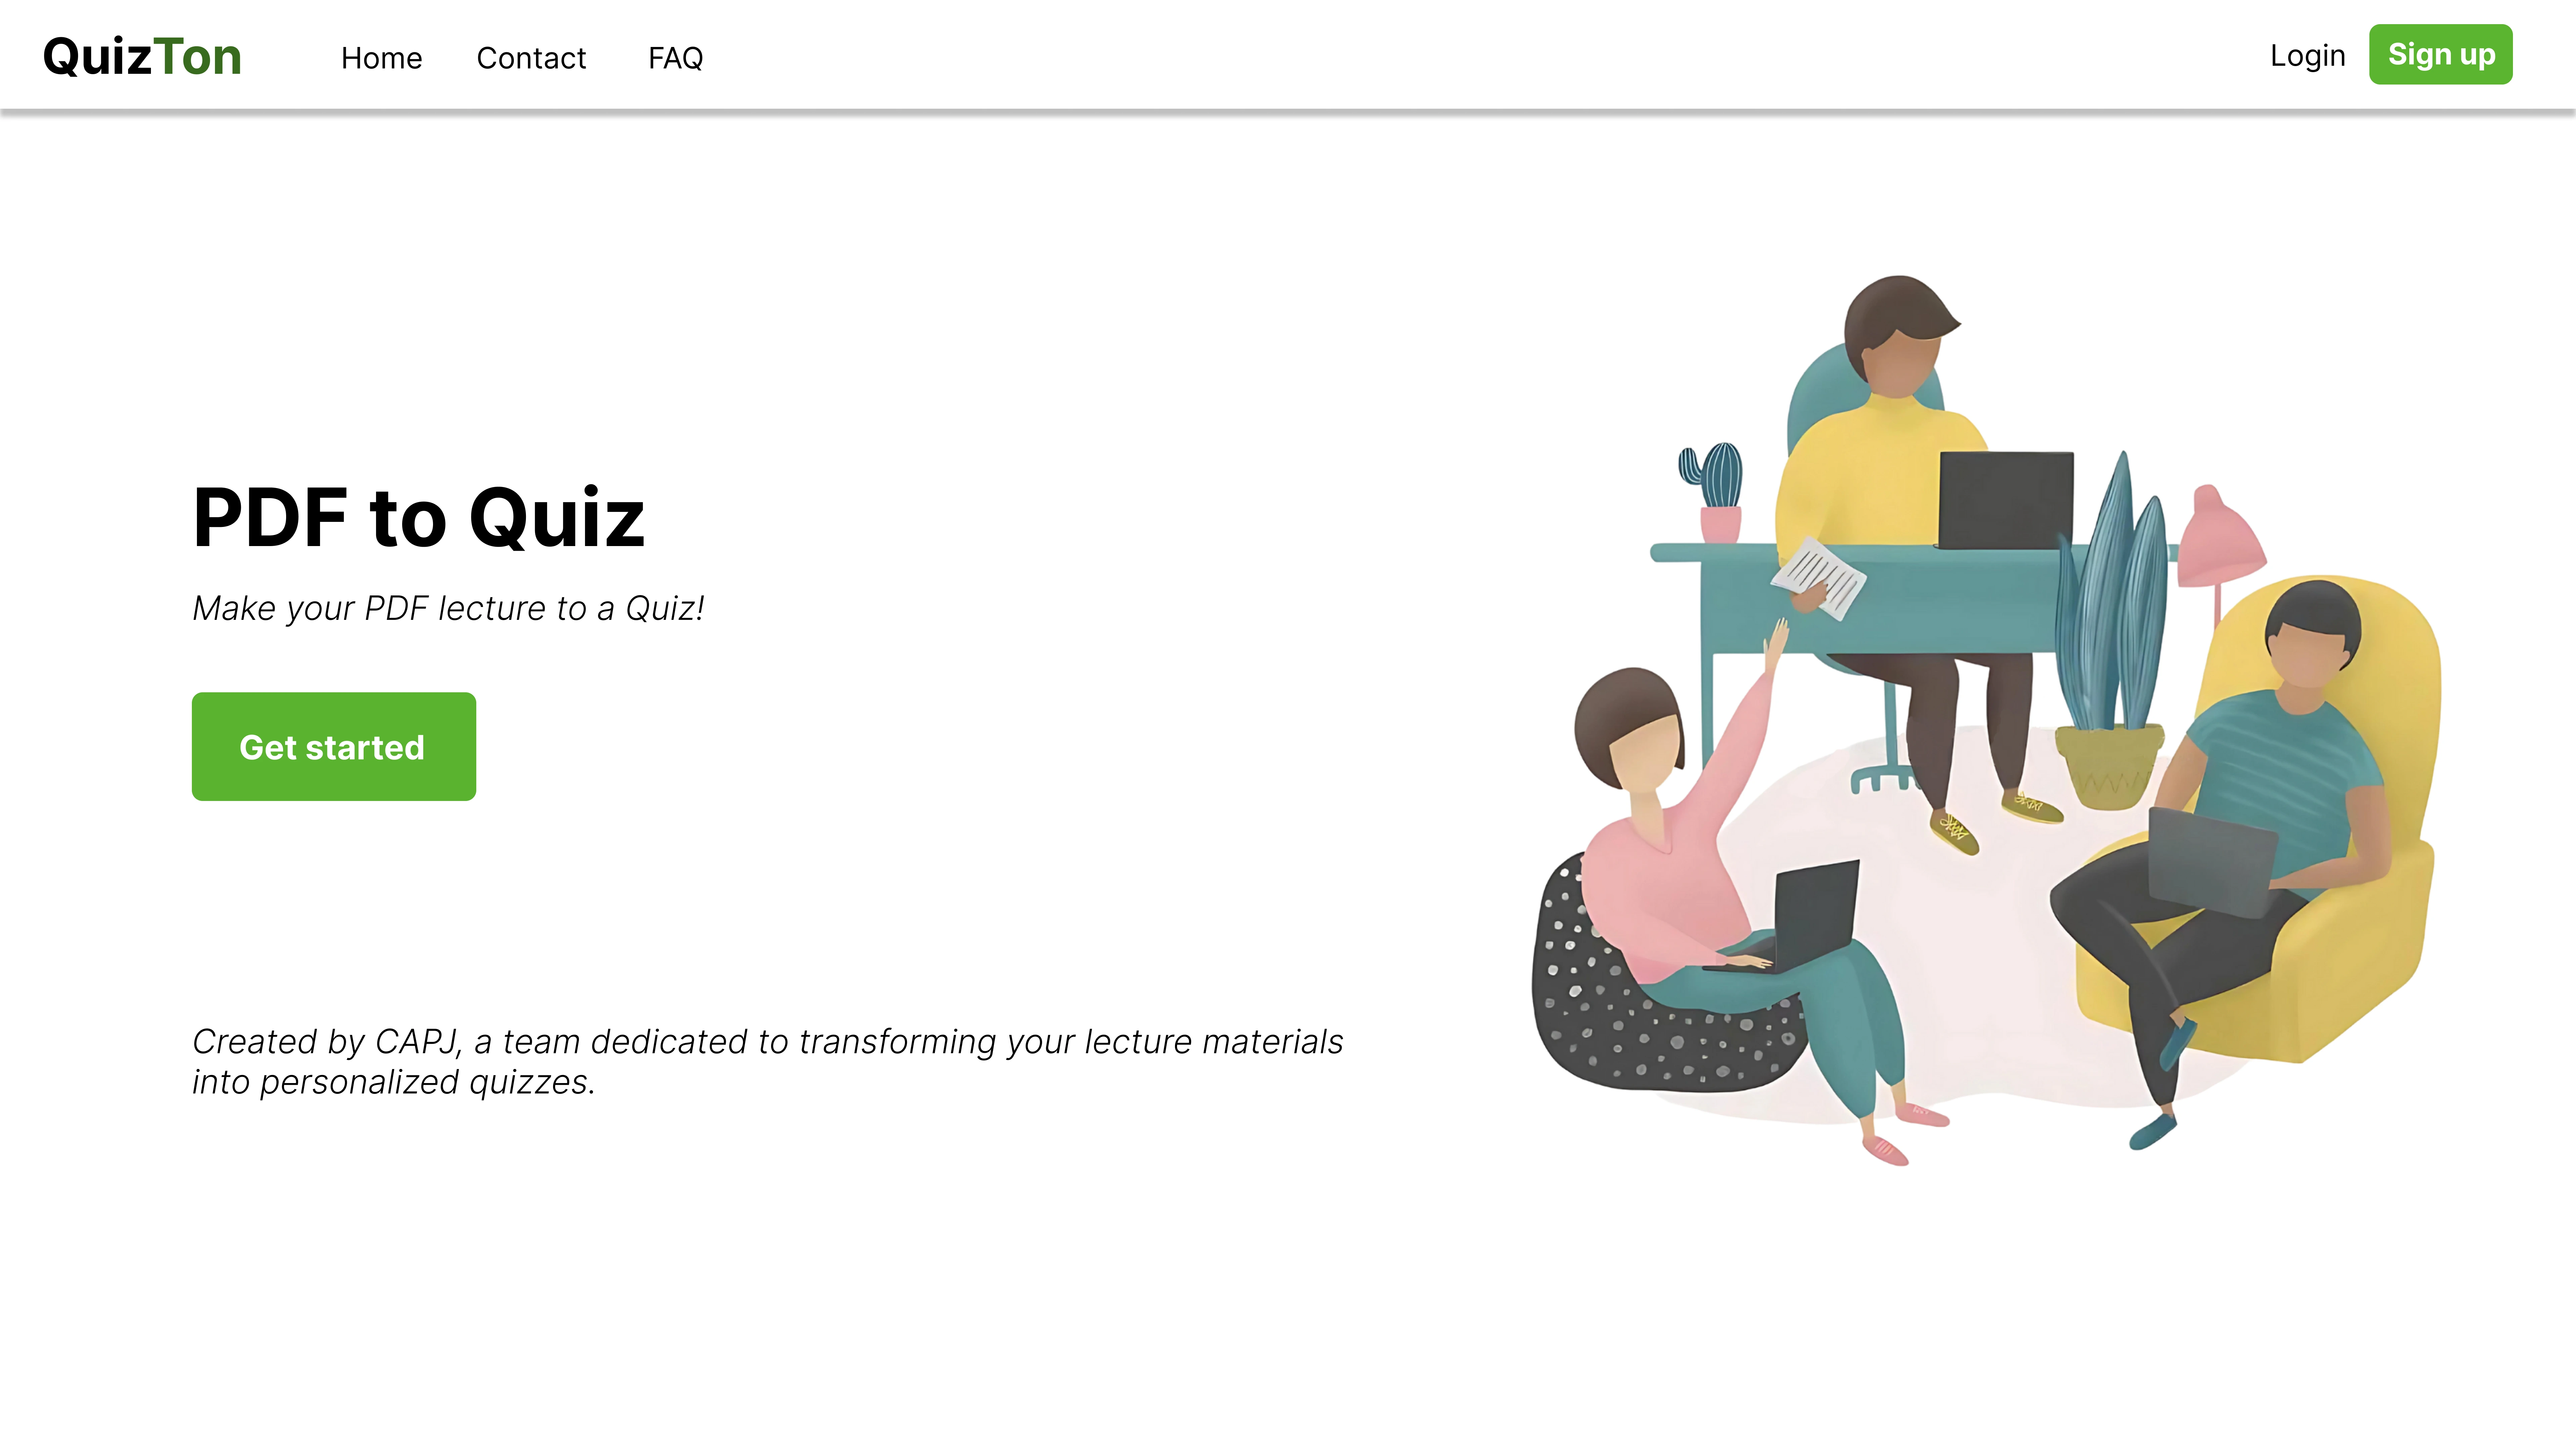 QuizTon Home Contact FAQ Login Sign up
PDF to Quiz
Make your PDF lecture to a Quiz!
Get started
Created by CAPJ, a team dedicated to transforming your lecture materials
into personalized quizzes.